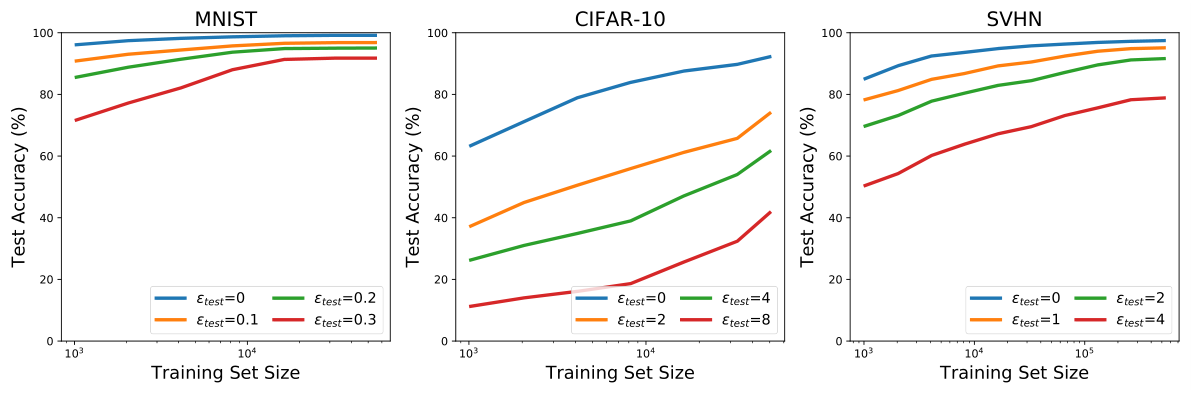 MNIST
Test Accuracy (%)
100
80
60
40
20
0
10³
10⁴
Training Set Size
ε_test=0
ε_test=0.1
ε_test=0.2
ε_test=0.3
CIFAR-10
Test Accuracy (%)
100
80
60
40
20
0
10³
10⁴
Training Set Size
ε_test=0
ε_test=2
ε_test=4
ε_test=8
SVHN
Test Accuracy (%)
100
80
60
40
20
0
10³
10⁴
10⁵
Training Set Size
ε_test=0
ε_test=1
ε_test=2
ε_test=4